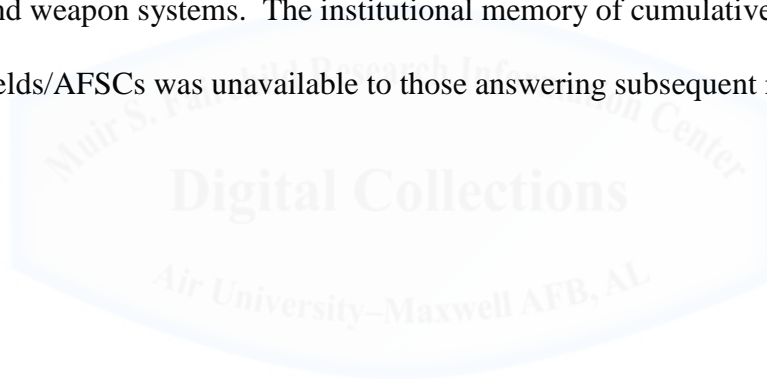 nd weapon systems.  The institutional memory of cumulative
elds/AFSCs was unavailable to those answering subsequent
Muir S. Fairchild Research Information Center
Digital Collections
Air University–Maxwell AFB, AL